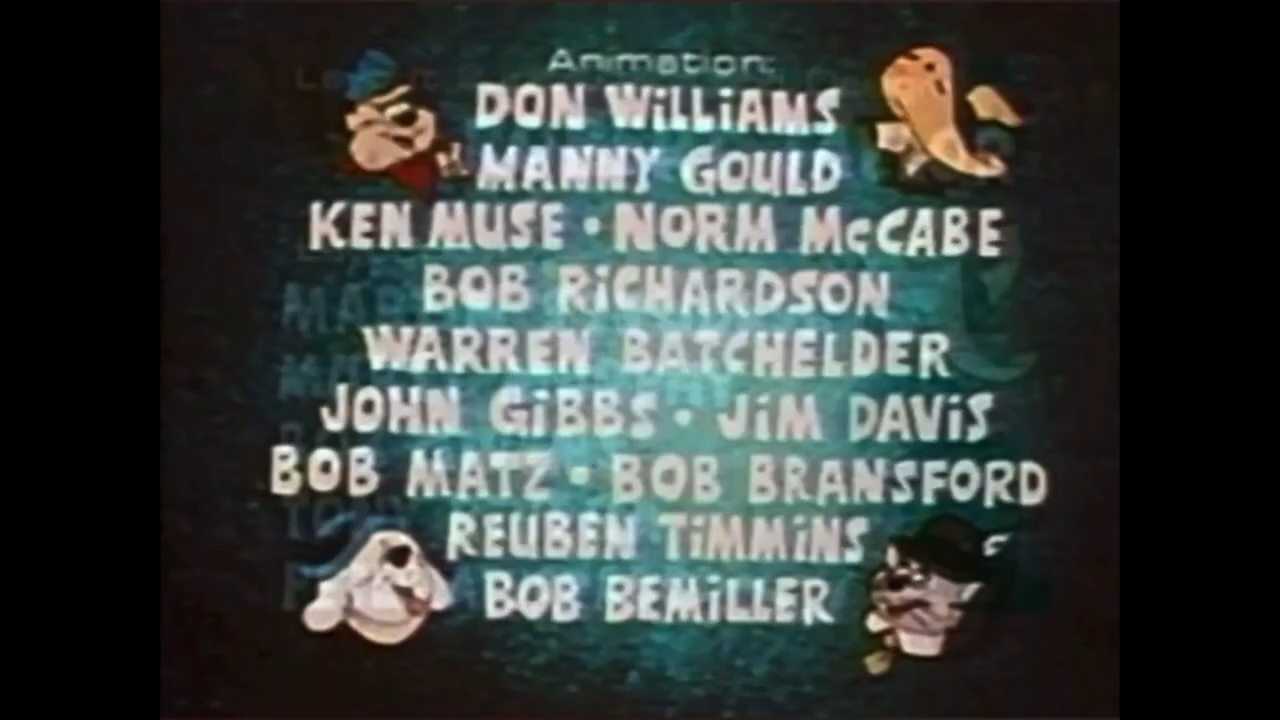 Animation:
DON WiLLiAMS
MANNY GOULD
KEN MUSE • NORM McCABE
BOB RiCHARDSON
WARREN BATCHELDER
JOHN GiBBS • JiM DAViS
BOB MATZ • BOB BRANSFORD
REUBEN TiMMiNS
BOB BEMiLLER